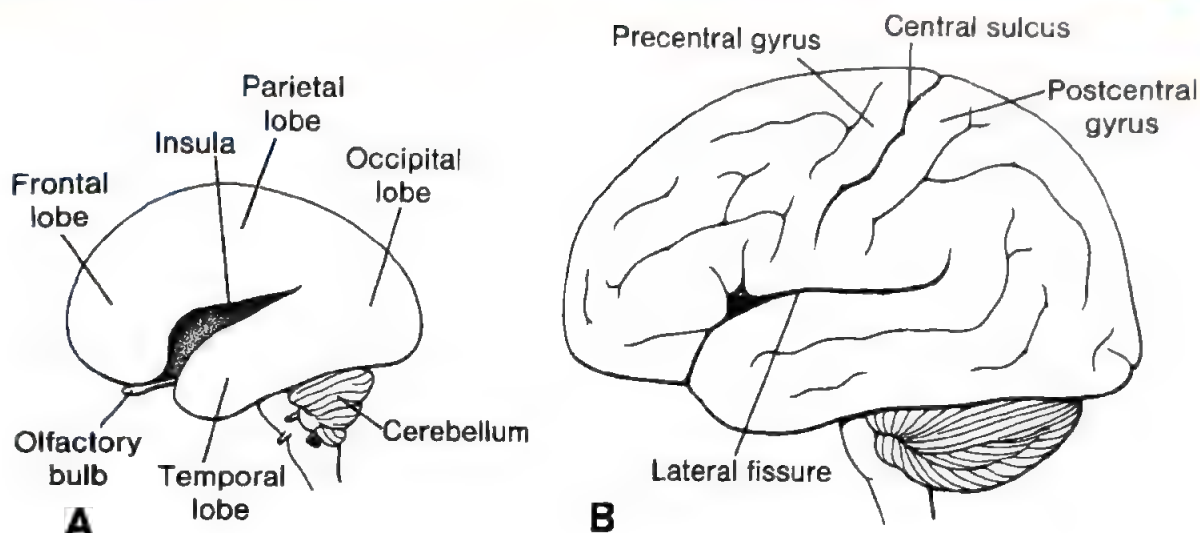 Parietal
lobe
Insula
Occipital
lobe
Frontal
lobe
Olfactory
bulb
Temporal
lobe
Cerebellum
A
Precentral gyrus
Central sulcus
Postcentral
gyrus
Lateral fissure
B